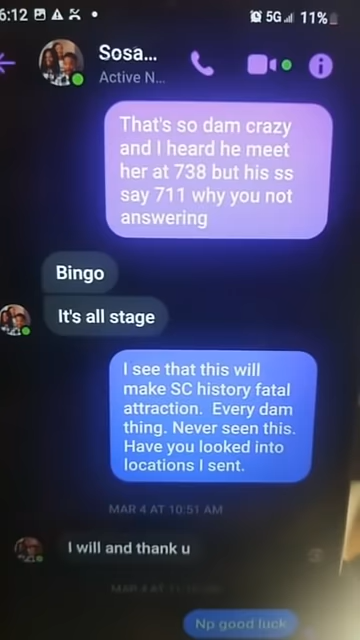 6:12
5G 11%
Sosa...
Active N...
That's so dam crazy
and I heard he meet
her at 738 but his ss
say 711 why you not
answering
Bingo
It's all stage
I see that this will
make SC history fatal
attraction. Every dam
thing. Never seen this.
Have you looked into
locations I sent.
MAR 4 AT 10:51 AM
I will and thank u
MAR 4 AT
Np good luck